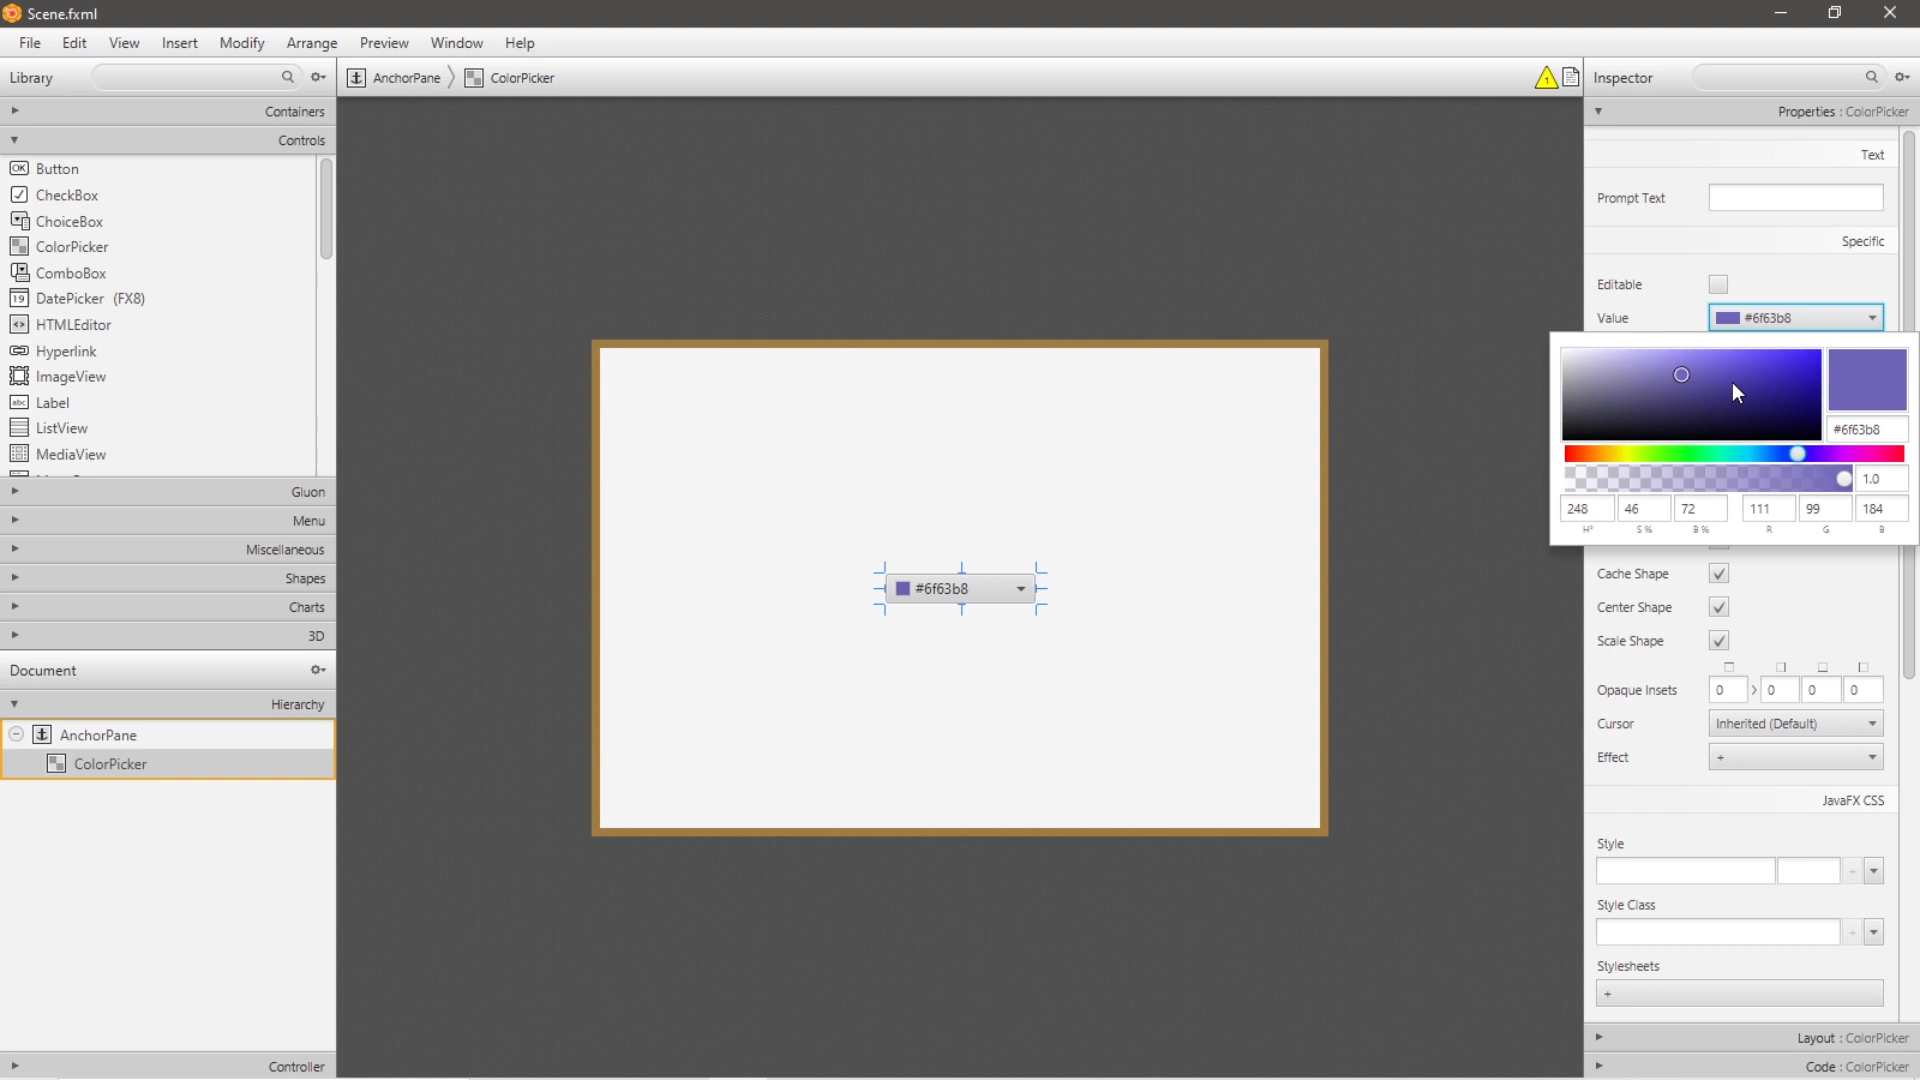 Scene.fxml
File Edit View Insert Modify Arrange Preview Window Help
Library
AnchorPane ColorPicker
1
Inspector
Containers
Controls
OK Button
CheckBox
ChoiceBox
ColorPicker
ComboBox
19 DatePicker (FX8)
HTMLEditor
Hyperlink
ImageView
abc Label
ListView
MediaView
Gluon
Menu
Miscellaneous
Shapes
Charts
3D
Document
Hierarchy
AnchorPane
ColorPicker
Controller
#6f63b8
Properties : ColorPicker
Text
Prompt Text
Specific
Editable
Value #6f63b8
#6f63b8
1.0
248 46 72 111 99 184
H° S % B % R G B
Cache Shape
Center Shape
Scale Shape
Opaque Insets 0 0 0 0
Cursor Inherited (Default)
Effect +
JavaFX CSS
Style
+
Style Class
+
Stylesheets
+
Layout : ColorPicker
Code : ColorPicker